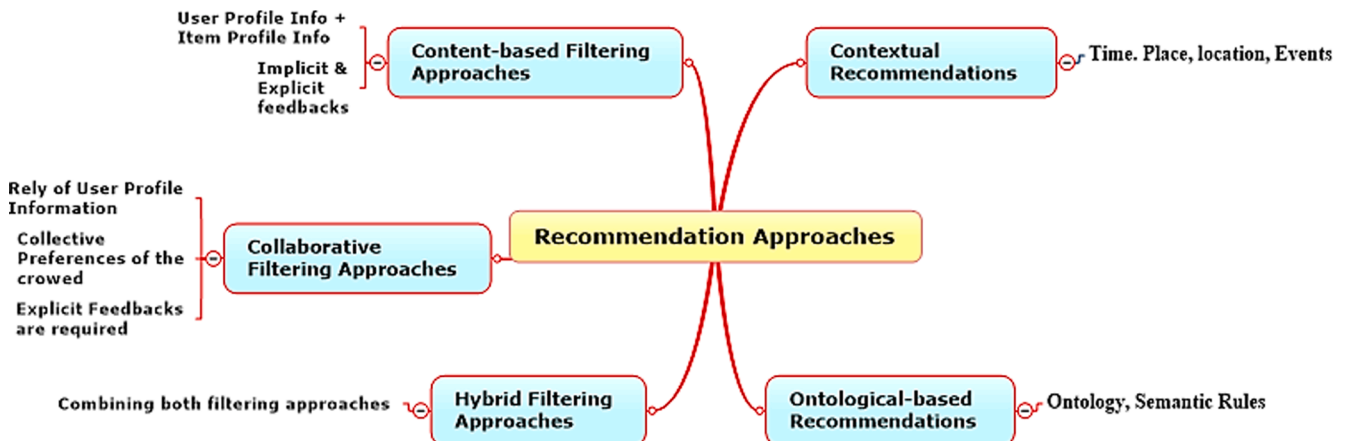 User Profile Info +
Item Profile Info
Implicit &
Explicit
feedbacks
Content-based Filtering
Approaches
Contextual
Recommendations
Time. Place, location, Events
Rely of User Profile
Information
Collective
Preferences of the
crowed
Explicit Feedbacks
are required
Collaborative
Filtering Approaches
Recommendation Approaches
Combining both filtering approaches
Hybrid Filtering
Approaches
Ontological-based
Recommendations
Ontology, Semantic Rules